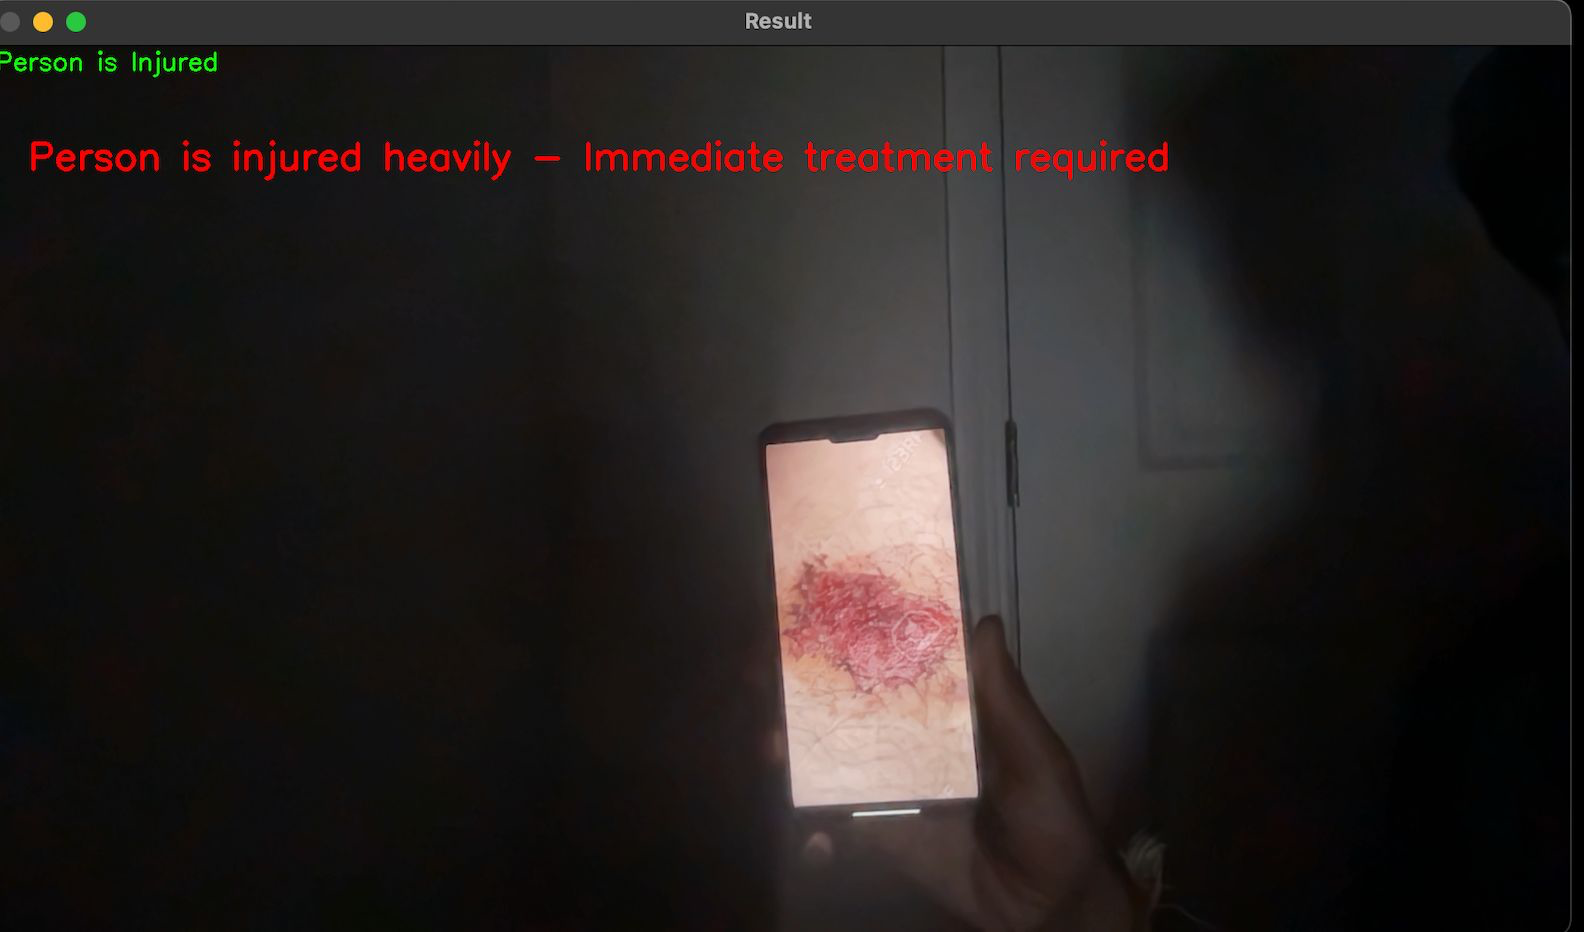 Result
Person is Injured
Person is injured heavily - Immediate treatment required